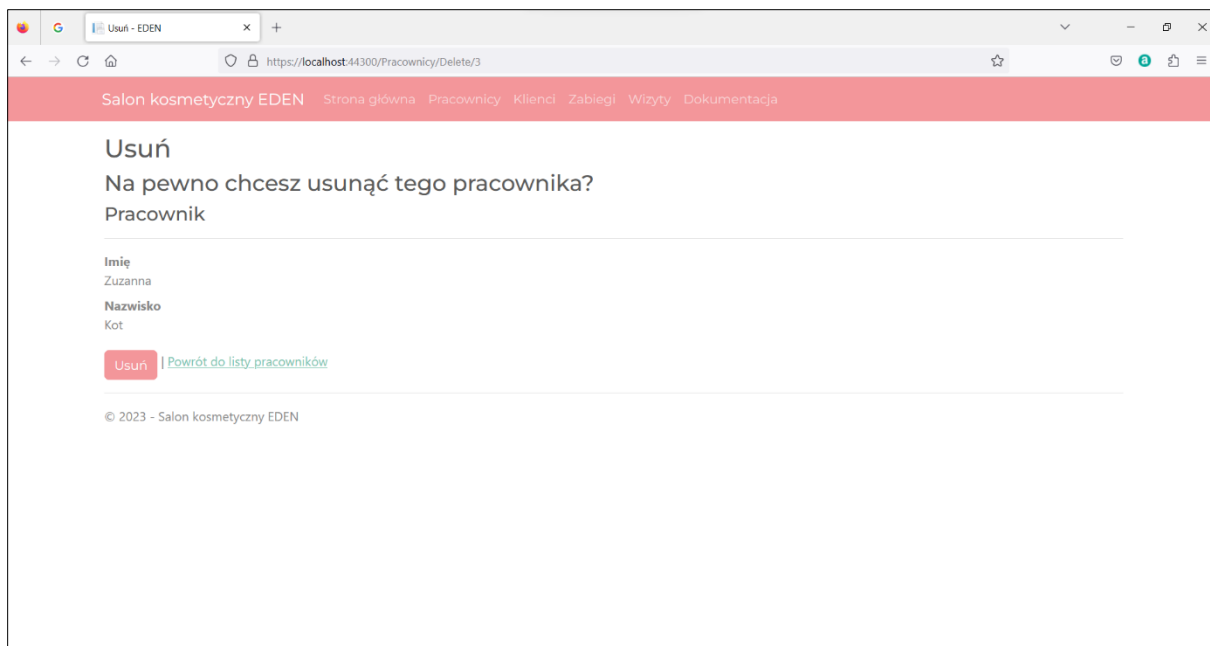 Usuń - EDEN
https://localhost:44300/Pracownicy/Delete/3
Salon kosmetyczny EDEN Strona główna Pracownicy Klienci Zabiegi Wizyty Dokumentacja
Usuń
Na pewno chcesz usunąć tego pracownika?
Pracownik
Imię
Zuzanna
Nazwisko
Kot
Usuń | Powrót do listy pracowników
© 2023 - Salon kosmetyczny EDEN